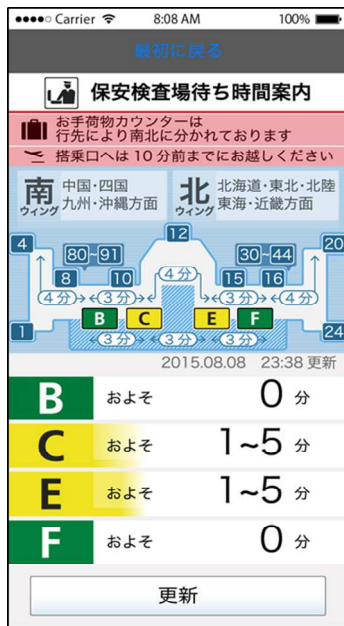 Carrier 8:08 AM 100%
最初に戻る
保安検査場待ち時間案内
お手荷物カウンターは
行先により南北に分かれております
搭乗口へは 10 分前までにお越しください
南 ウィング 中国・四国
九州・沖縄方面
北 ウィング 北海道・東北・北陸
東海・近畿方面
4 12 20
80~91 30~44
8 10 4分 15 16
4分 3分 3分 4分
B C E F
1 24
3分 3分 3分
2015.08.08 23:38 更新
B およそ 0 分
C およそ 1~5 分
E およそ 1~5 分
F およそ 0 分
更新